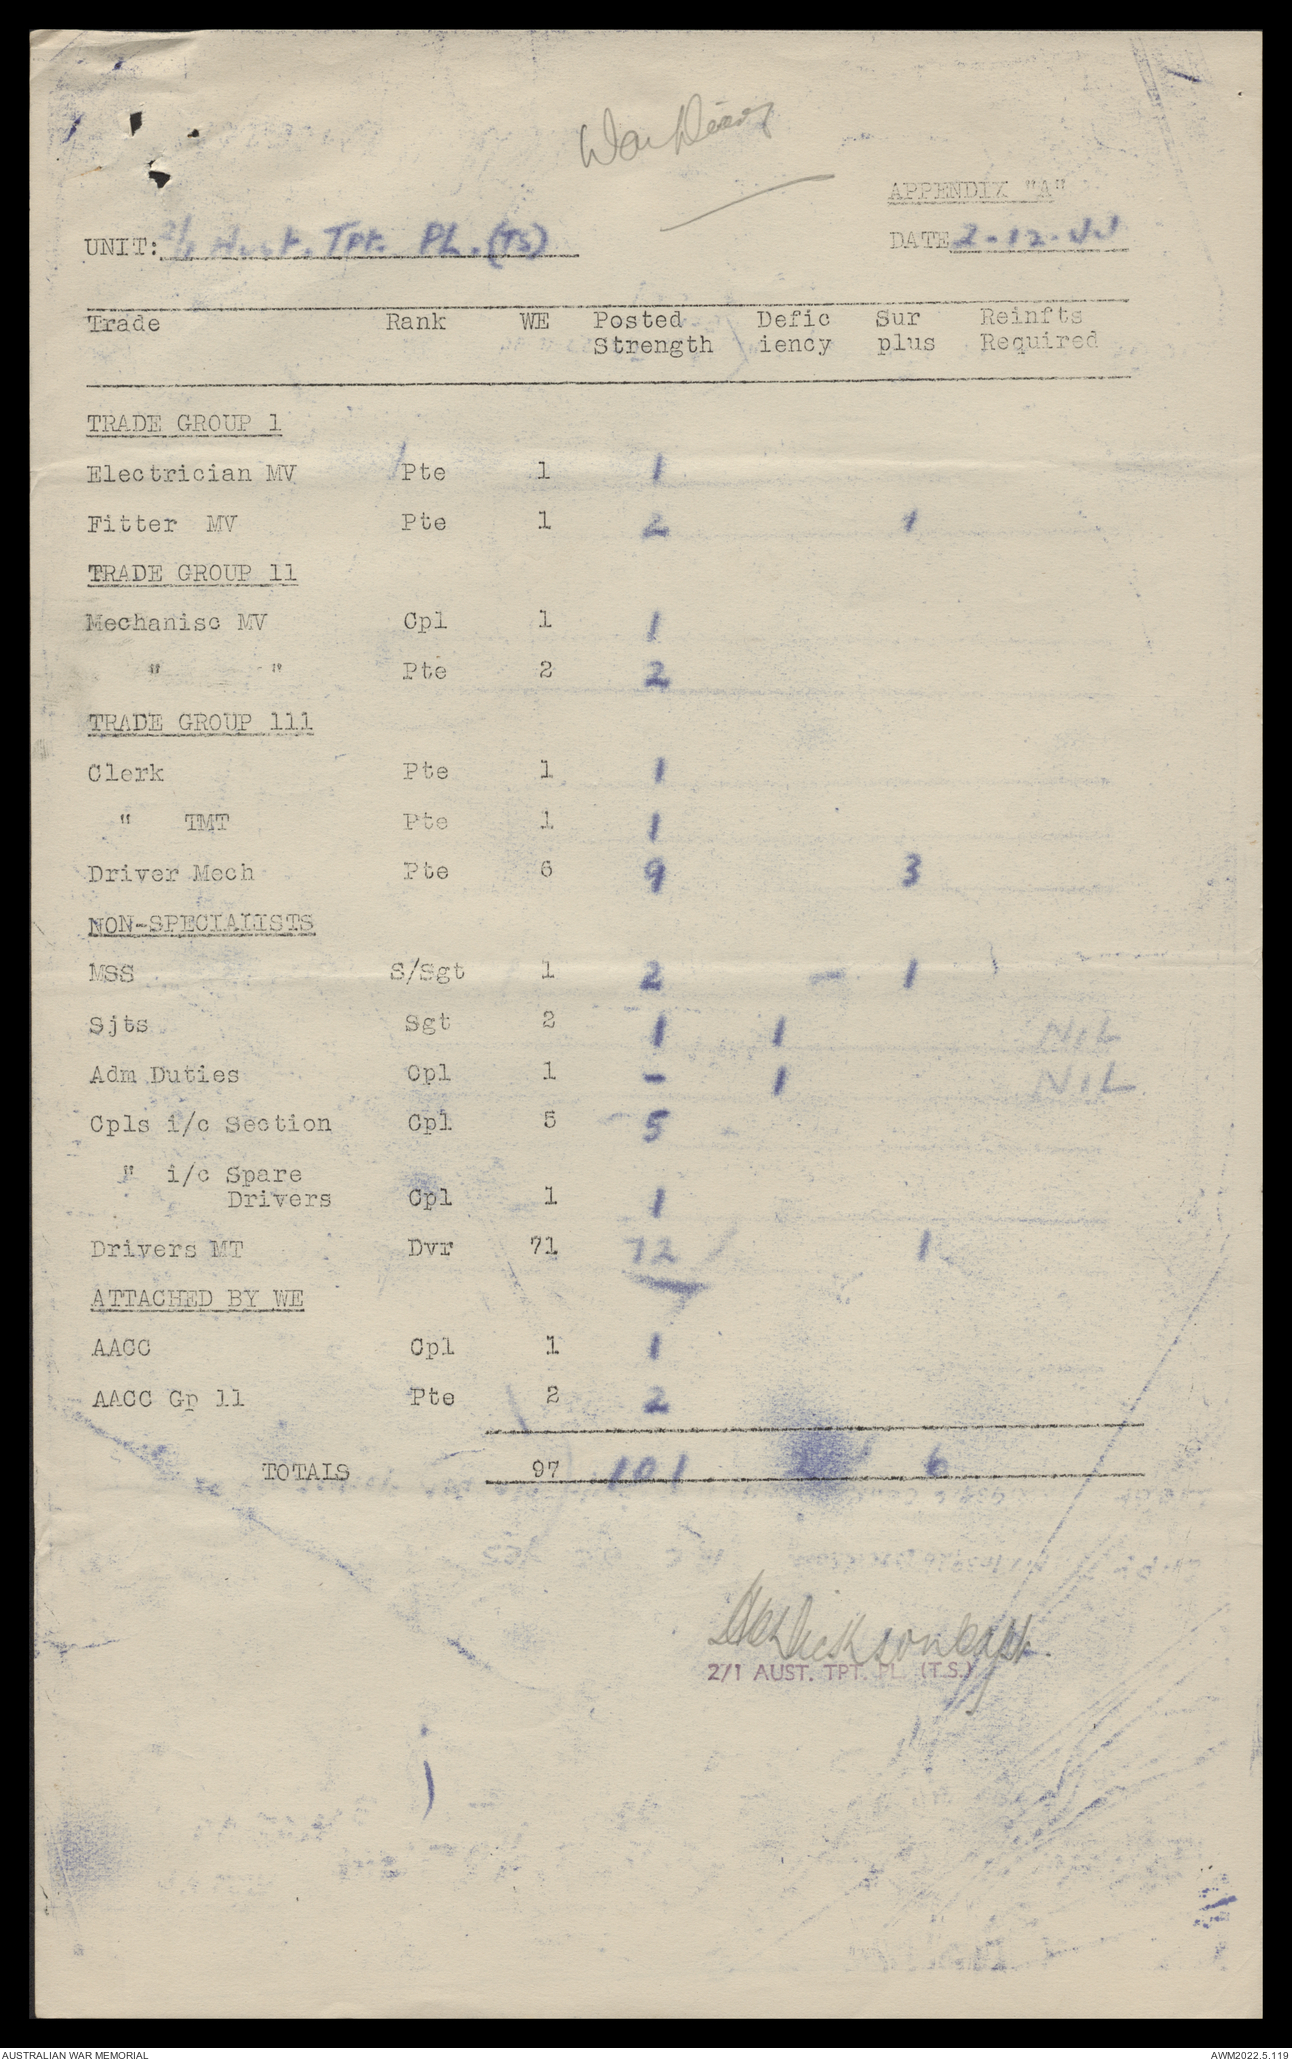 War Diary
APPENDIX "A"
UNIT: 2/1 Aust. Tpt. PL. (TS) DATE 2-12-44
Trade Rank WE Posted Defic Sur Reinfts
Strength iency plus Required
TRADE GROUP 1
Electrician MV Pte 1 1
Fitter MV Pte 1 2 1
TRADE GROUP 11
Mechanisc MV Cpl 1 1
" " Pte 2 2
TRADE GROUP 111
Clerk Pte 1 1
" TMT Pte 1 1
Driver Mech Pte 6 9 3
NON-SPECIALISTS
MSS S/Sgt 1 2 - 1
Sjts Sgt 2 1 1 NIL
Adm Duties Cpl 1 - 1 NIL
Cpls i/c Section Cpl 5 5
" i/c Spare
Drivers Cpl 1 1
Drivers MT Dvr 71 72 1
ATTACHED BY WE
AACC Cpl 1 1
AACC Gp 11 Pte 2 2
TOTALS 97 101 6
Dickson Capt.
2/1 AUST. TPT. PL. (T.S.)
AUSTRALIAN WAR MEMORIAL AWM2022.5.119